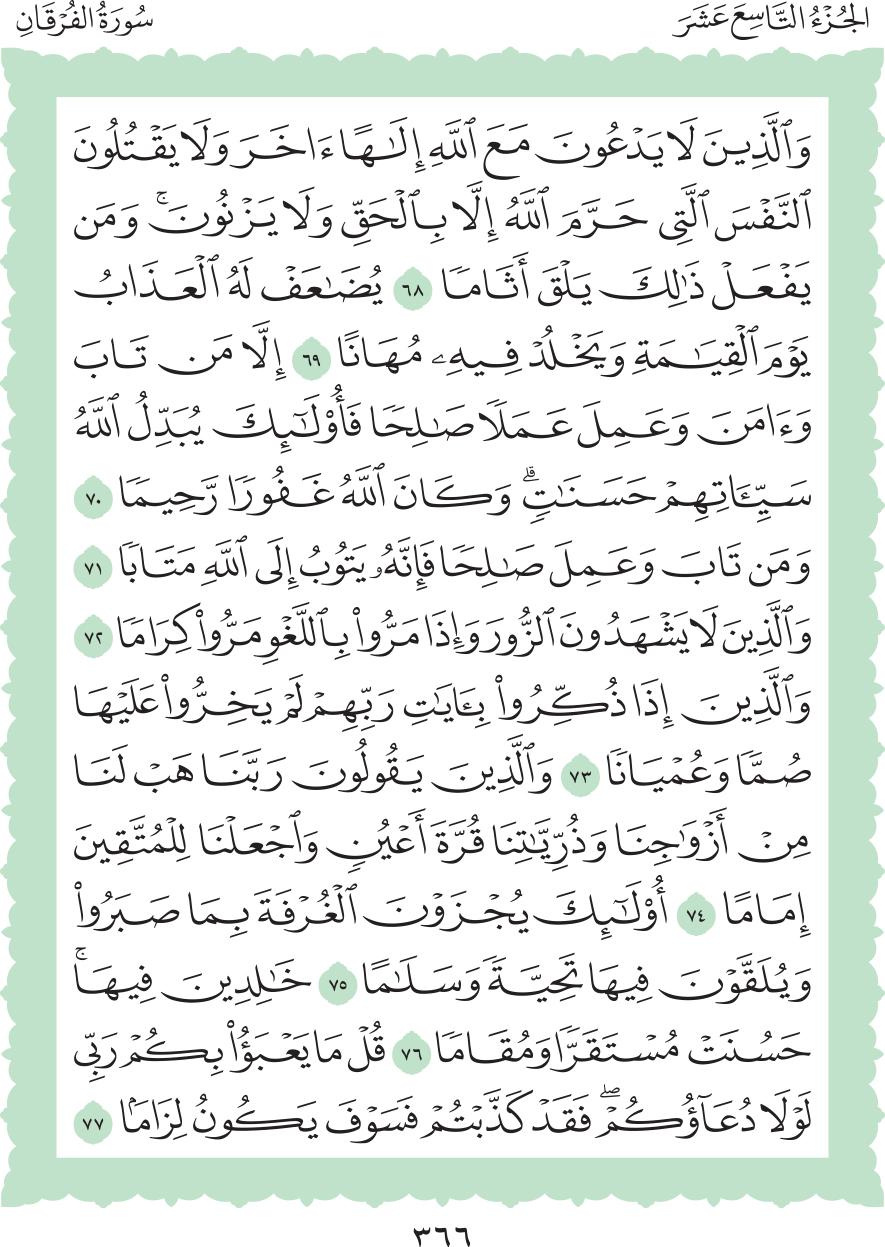 الجُزْءُ التَّاسِعَ عَشَرَ
سُورَةُ الفُرْقَانِ
وَٱلَّذِينَ لَا يَدْعُونَ مَعَ ٱللَّهِ إِلَٰهًا ءَاخَرَ وَلَا يَقْتُلُونَ
ٱلنَّفْسَ ٱلَّتِى حَرَّمَ ٱللَّهُ إِلَّا بِٱلْحَقِّ وَلَا يَزْنُونَۚ وَمَن
يَفْعَلْ ذَٰلِكَ يَلْقَ أَثَامًا ٦٨ يُضَٰعَفْ لَهُ ٱلْعَذَابُ
يَوْمَ ٱلْقِيَٰمَةِ وَيَخْلُدْ فِيهِۦ مُهَانًا ٦٩ إِلَّا مَن تَابَ
وَءَامَنَ وَعَمِلَ عَمَلًا صَٰلِحًا فَأُوْلَٰٓئِكَ يُبَدِّلُ ٱللَّهُ
سَيِّـَٔاتِهِمْ حَسَنَٰتٍۗ وَكَانَ ٱللَّهُ غَفُورًا رَّحِيمًا ٧٠
وَمَن تَابَ وَعَمِلَ صَٰلِحًا فَإِنَّهُۥ يَتُوبُ إِلَى ٱللَّهِ مَتَابًا ٧١
وَٱلَّذِينَ لَا يَشْهَدُونَ ٱلزُّورَ وَإِذَا مَرُّواْ بِٱللَّغْوِ مَرُّواْ كِرَامًا ٧٢
وَٱلَّذِينَ إِذَا ذُكِّرُواْ بِـَٔايَٰتِ رَبِّهِمْ لَمْ يَخِرُّواْ عَلَيْهَا
صُمًّا وَعُمْيَانًا ٧٣ وَٱلَّذِينَ يَقُولُونَ رَبَّنَا هَبْ لَنَا
مِنْ أَزْوَٰجِنَا وَذُرِّيَّٰتِنَا قُرَّةَ أَعْيُنٍ وَٱجْعَلْنَا لِلْمُتَّقِينَ
إِمَامًا ٧٤ أُوْلَٰٓئِكَ يُجْزَوْنَ ٱلْغُرْفَةَ بِمَا صَبَرُواْ
وَيُلَقَّوْنَ فِيهَا تَحِيَّةً وَسَلَٰمًا ٧٥ خَٰلِدِينَ فِيهَاۚ
حَسُنَتْ مُسْتَقَرًّا وَمُقَامًا ٧٦ قُلْ مَا يَعْبَؤُاْ بِكُمْ رَبِّى
لَوْلَا دُعَآؤُكُمْۖ فَقَدْ كَذَّبْتُمْ فَسَوْفَ يَكُونُ لِزَامًۢا ٧٧
٣٦٦